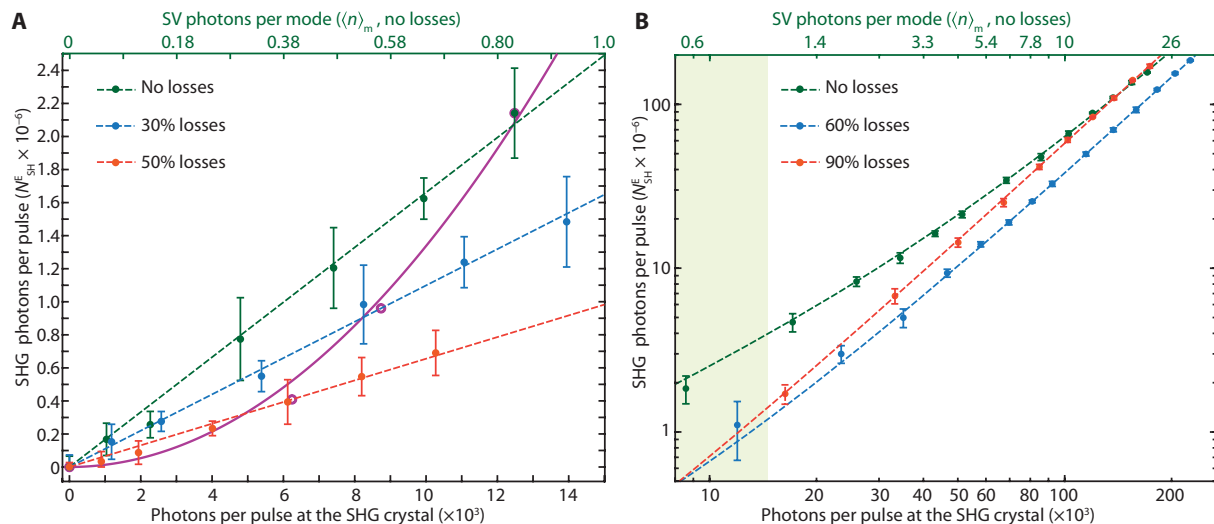 A
SV photons per mode (⟨n⟩m , no losses)
0 0.18 0.38 0.58 0.80 1.0
2.4
2.2
2.0
1.8
1.6
1.4
1.2
1.0
0.8
0.6
0.4
0.2
0
SHG photons per pulse (N^E_SH × 10⁻⁶)
No losses
30% losses
50% losses
0 2 4 6 8 10 12 14
Photons per pulse at the SHG crystal (×10³)
B
SV photons per mode (⟨n⟩m , no losses)
0.6 1.4 3.3 5.4 7.8 10 26
100
10
1
SHG photons per pulse (N^E_SH × 10⁻⁶)
No losses
60% losses
90% losses
10 20 30 40 50 60 80 100 200
Photons per pulse at the SHG crystal (×10³)